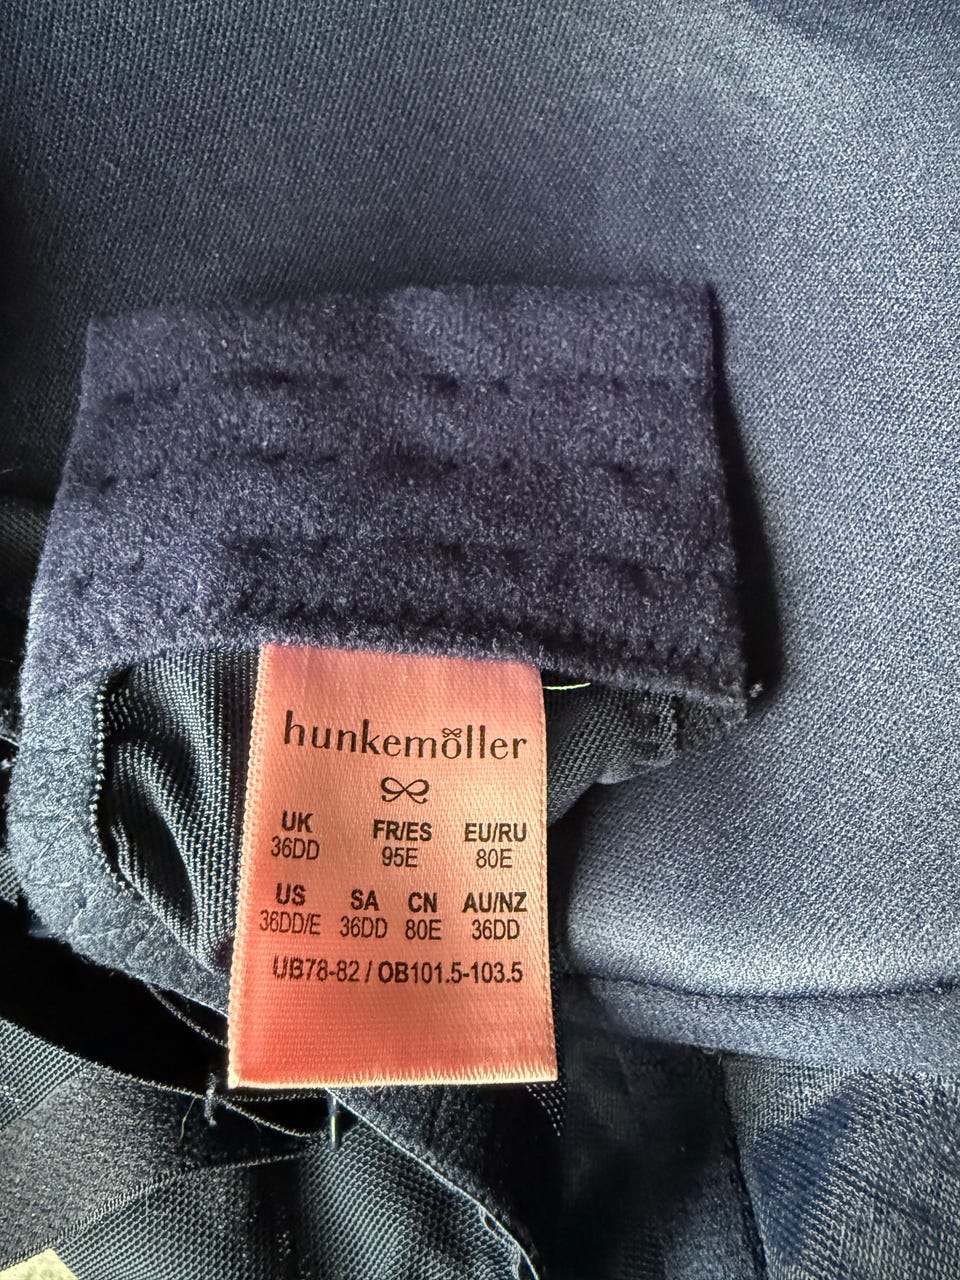 hunkemöller
UK FR/ES EU/RU
36DD 95E 80E
US SA CN AU/NZ
36DD/E 36DD 80E 36DD
UB78-82 / OB101.5-103.5